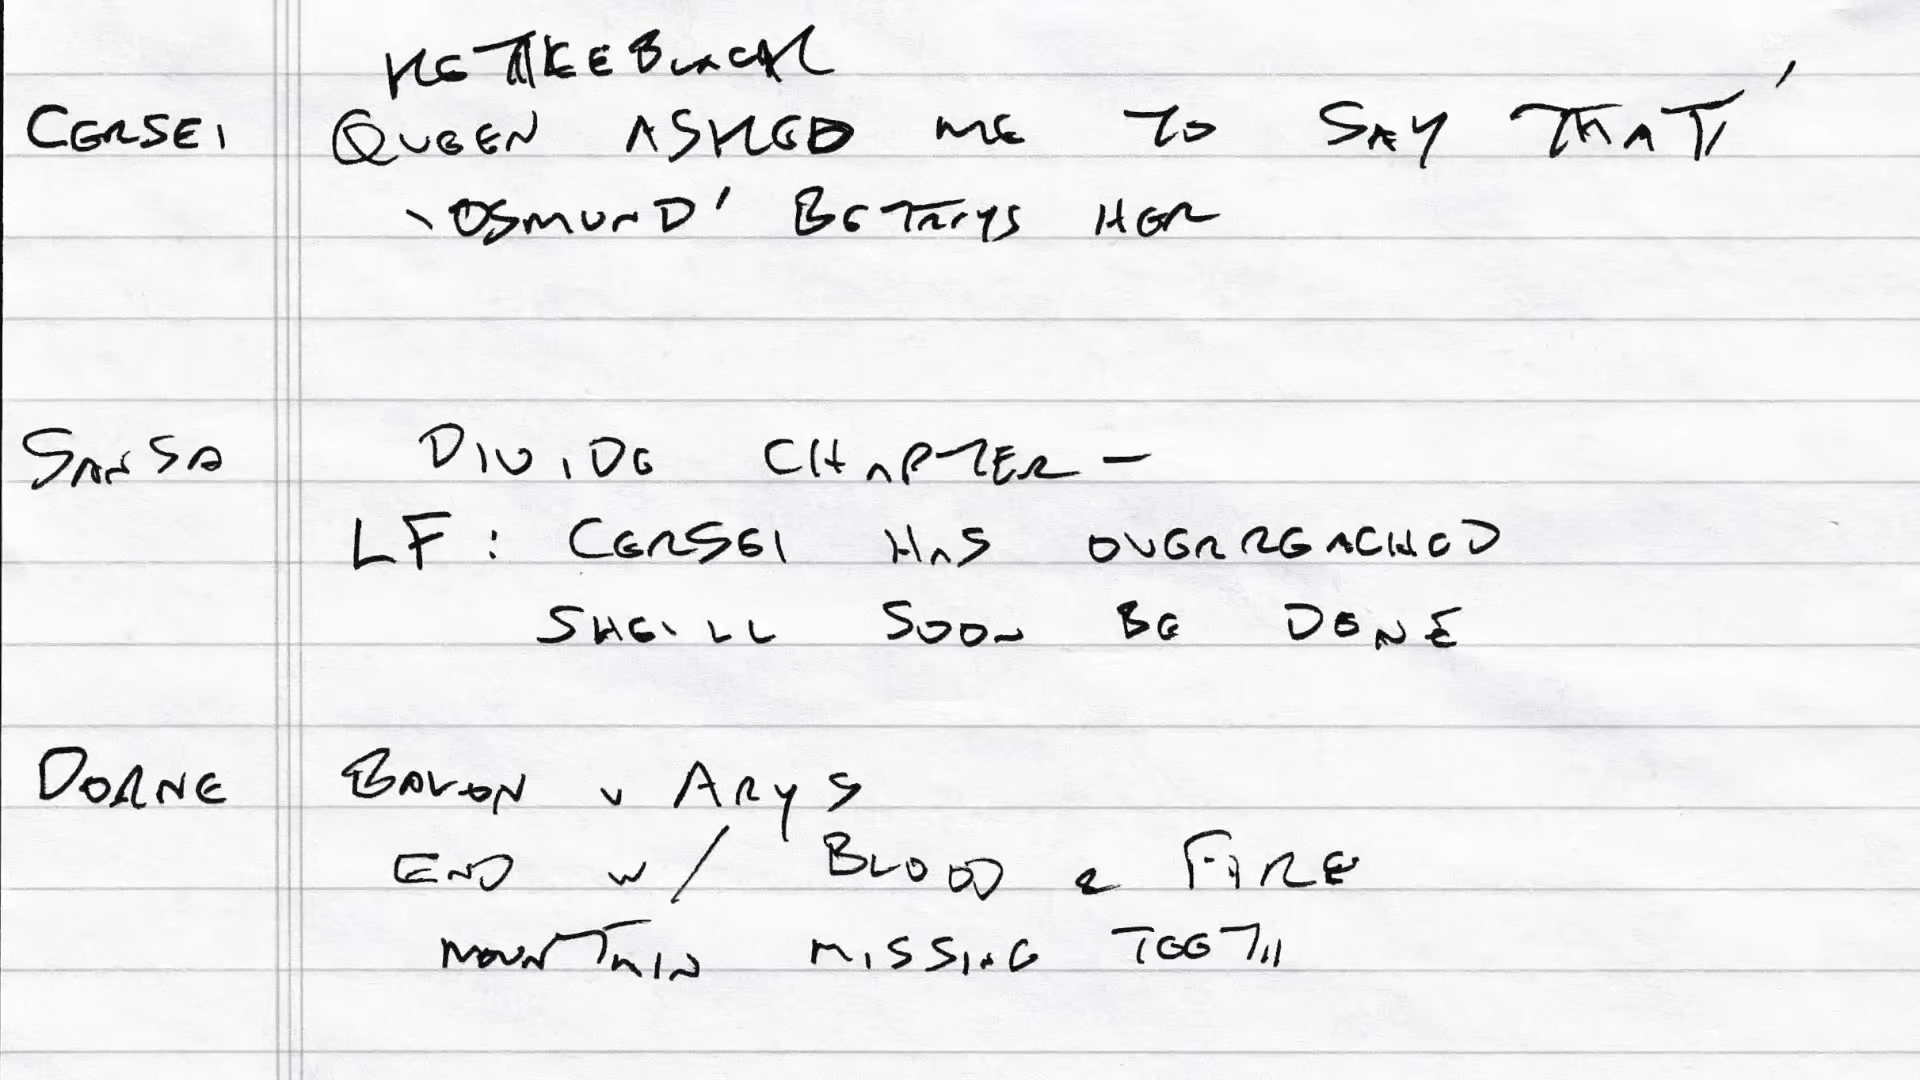 KETTLEBLACK
CERSEI QUEEN ASKED ME TO SAY THAT'
'OSMUND' BETRAYS HER
SANSA DIVIDE CHAPTER -
LF: CERSEI HAS OVERREACHED
SHE'LL SOON BE DONE
DORNE BALON v ARYS
END w/ BLOOD & FIRE
MOUNTAIN MISSING TEETH